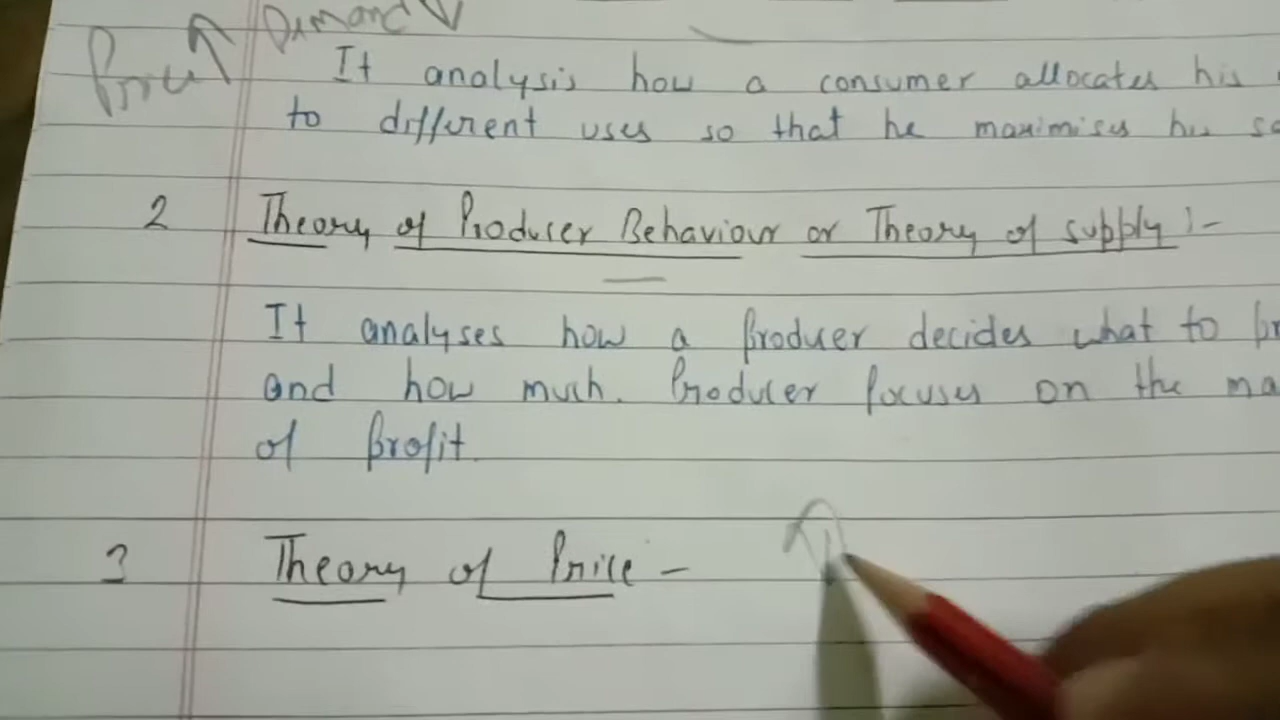 Price↑ Demand↓
It analysis how a consumer allocates his
to different uses so that he maximises his
2 Theory of Producer Behaviour or Theory of supply :-
It analyses how a producer decides what to
and how much. Producer focuses on the
of profit.
3 Theory of Price -